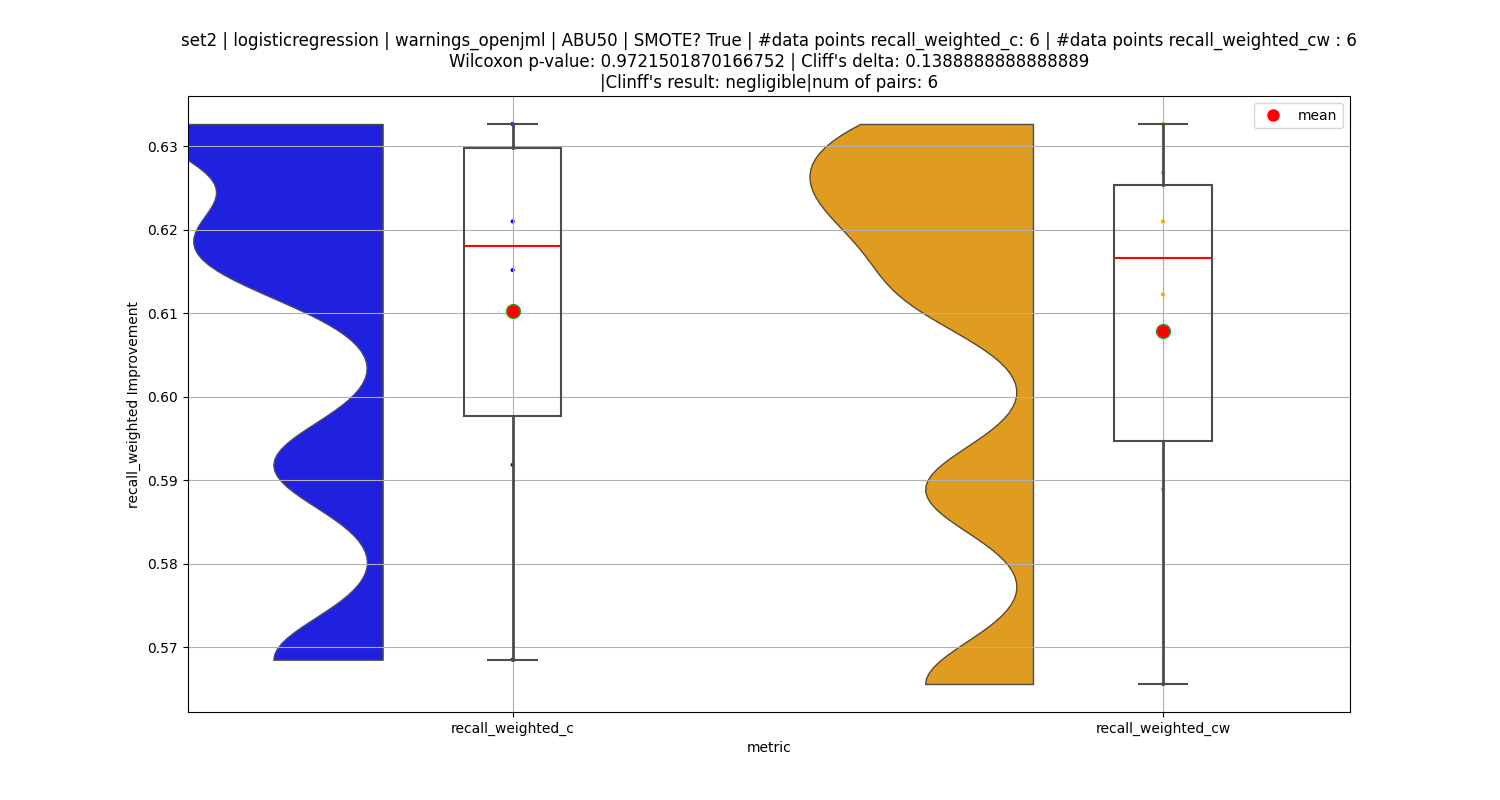 set2 | logisticregression | warnings_openjml | ABU50 | SMOTE? True | #data points recall_weighted_c: 6 | #data points recall_weighted_cw : 6
Wilcoxon p-value: 0.9721501870166752 | Cliff's delta: 0.1388888888888889
|Clinff's result: negligible|num of pairs: 6
mean
0.63
0.62
0.61
0.60
0.59
0.58
0.57
recall_weighted Improvement
recall_weighted_c
recall_weighted_cw
metric